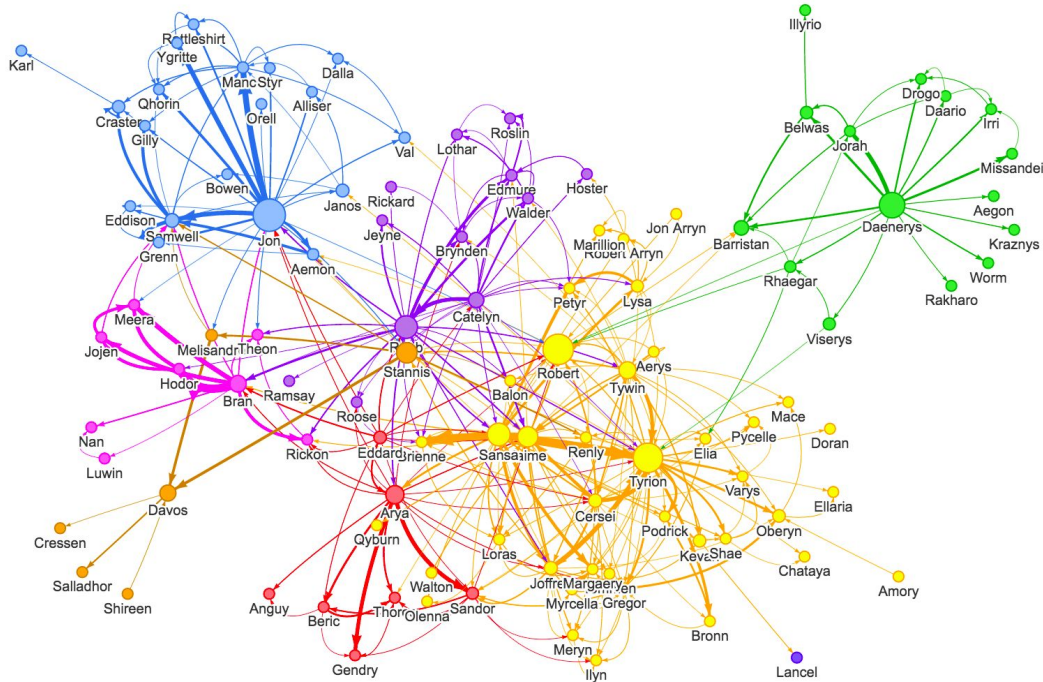 Illyrio
Rattleshirt
Ygritte
Karl
Styr
Dalla
Drogo
Daario
Qhorin
Alliser
Craster
Orell
Irri
Gilly
Roslin
Belwas
Jorah
Val
Lothar
Missandei
Bowen
Edmure
Hoster
Rickard
Janos
Walder
Aegon
Eddison
Samwell
Jon
Jeyne
Jon Arryn
Daenerys
Grenn
Brynden
Marillion
Robert Arryn
Barristan
Kraznys
Aemon
Worm
Petyr
Lysa
Rhaegar
Rakharo
Meera
Catelyn
Viserys
Jojen
Melisandre
Theon
Stannis
Robert
Aerys
Hodor
Tywin
Ramsay
Balon
Bran
Mace
Roose
Nan
Pycelle
Doran
Rickon
Eddard
Brienne
Sansa
Renly
Elia
Luwin
Tyrion
Varys
Ellaria
Davos
Arya
Cersei
Podrick
Oberyn
Cressen
Qyburn
Loras
Shae
Chataya
Salladhor
Walton
Joffrey
Margaery
Amory
Shireen
Anguy
Beric
Olenna
Sandor
Myrcella
Gregor
Bronn
Gendry
Meryn
Ilyn
Lancel